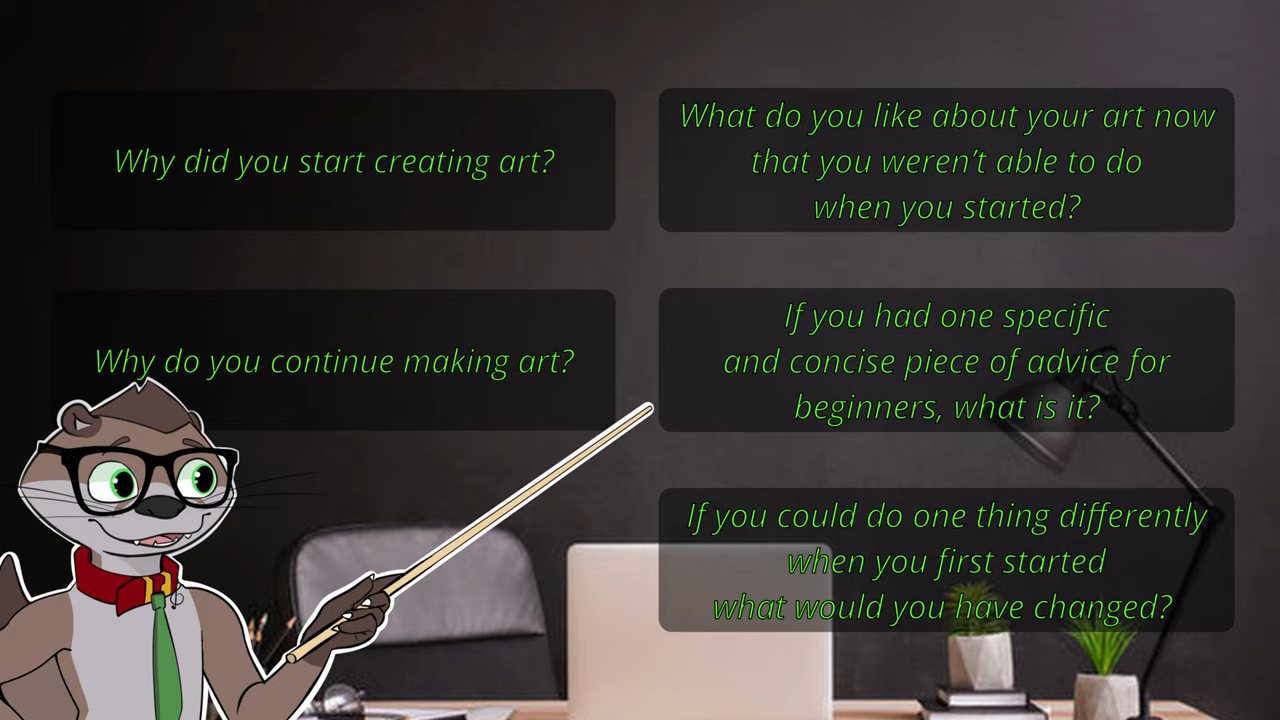 Why did you start creating art?
Why do you continue making art?
What do you like about your art now
that you weren’t able to do
when you started?
If you had one specific
and concise piece of advice for
beginners, what is it?
If you could do one thing differently
when you first started
what would you have changed?